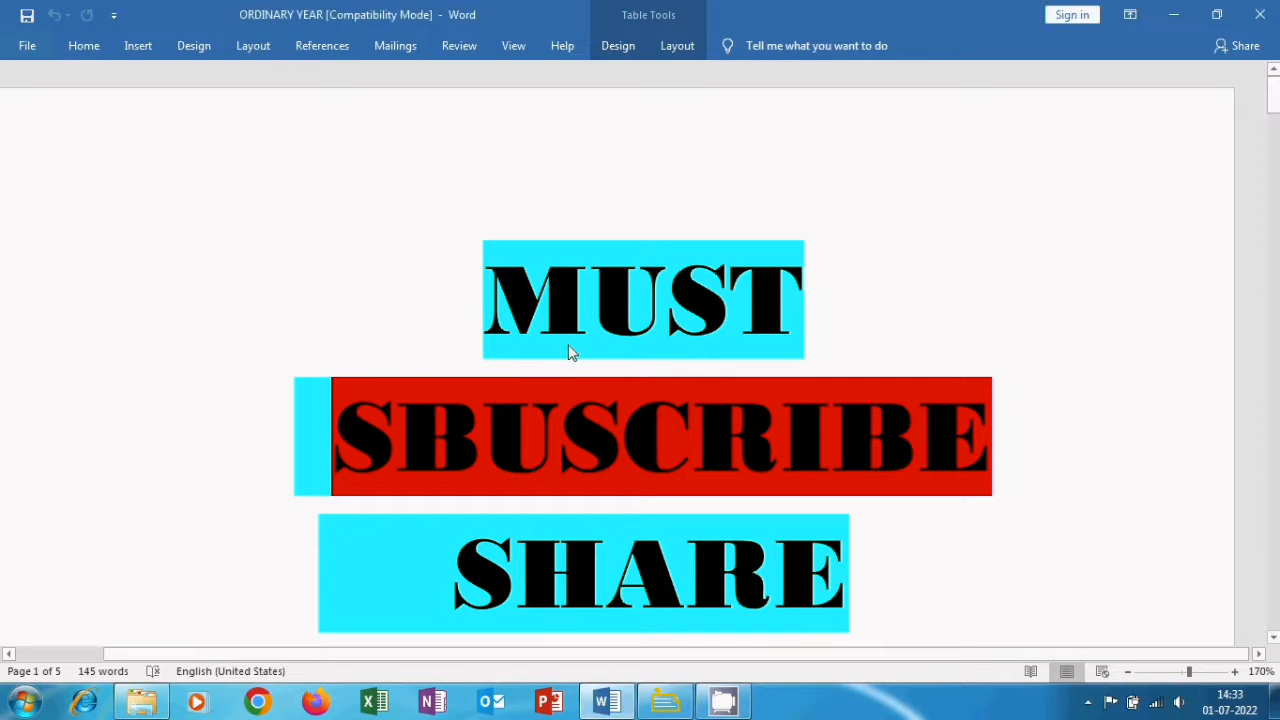 ORDINARY YEAR [Compatibility Mode] - Word
Table Tools
Sign in
File Home Insert Design Layout References Mailings Review View Help Design Layout Tell me what you want to do Share
MUST
SBUSCRIBE
SHARE
Page 1 of 5 145 words English (United States) 170%
14:33
01-07-2022